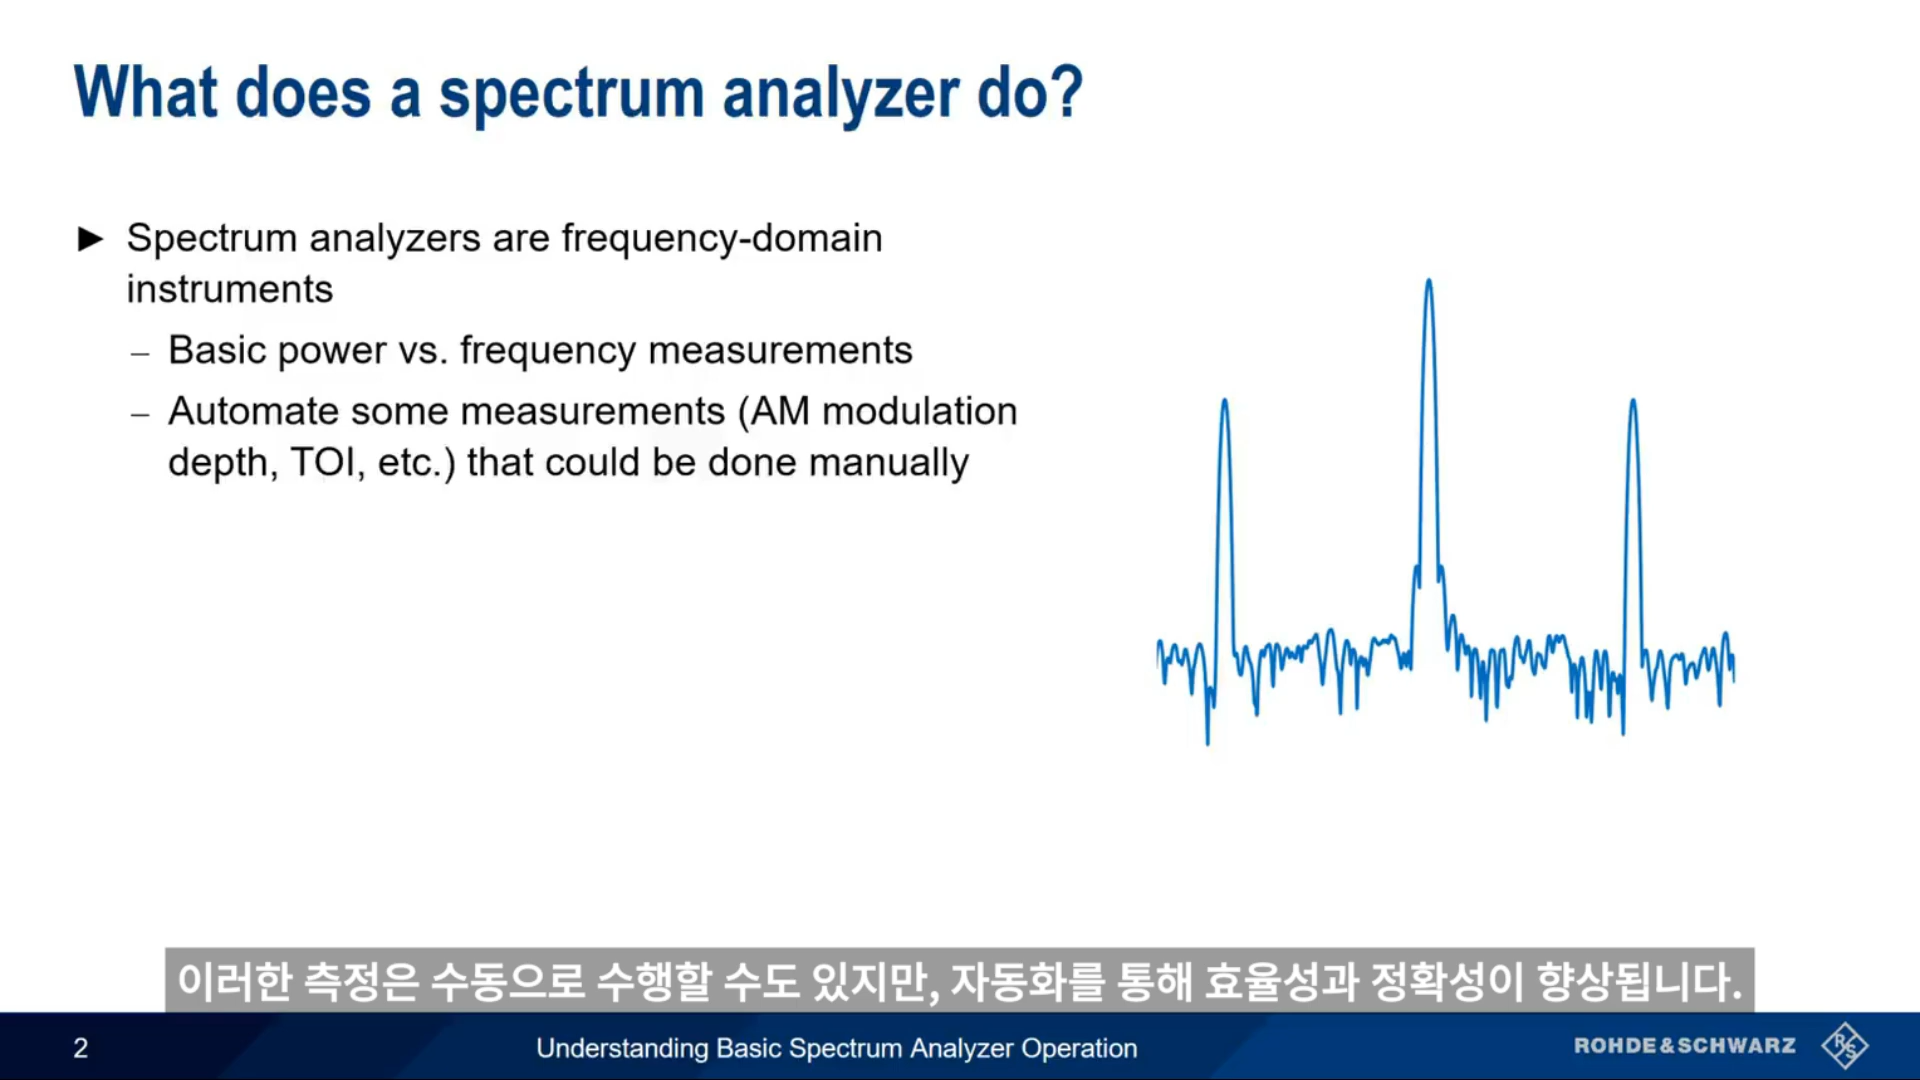 What does a spectrum analyzer do?
► Spectrum analyzers are frequency-domain
instruments
– Basic power vs. frequency measurements
– Automate some measurements (AM modulation
depth, TOI, etc.) that could be done manually
이러한 측정은 수동으로 수행할 수도 있지만, 자동화를 통해 효율성과 정확성이 향상됩니다.
2
Understanding Basic Spectrum Analyzer Operation
ROHDE&SCHWARZ
R&S